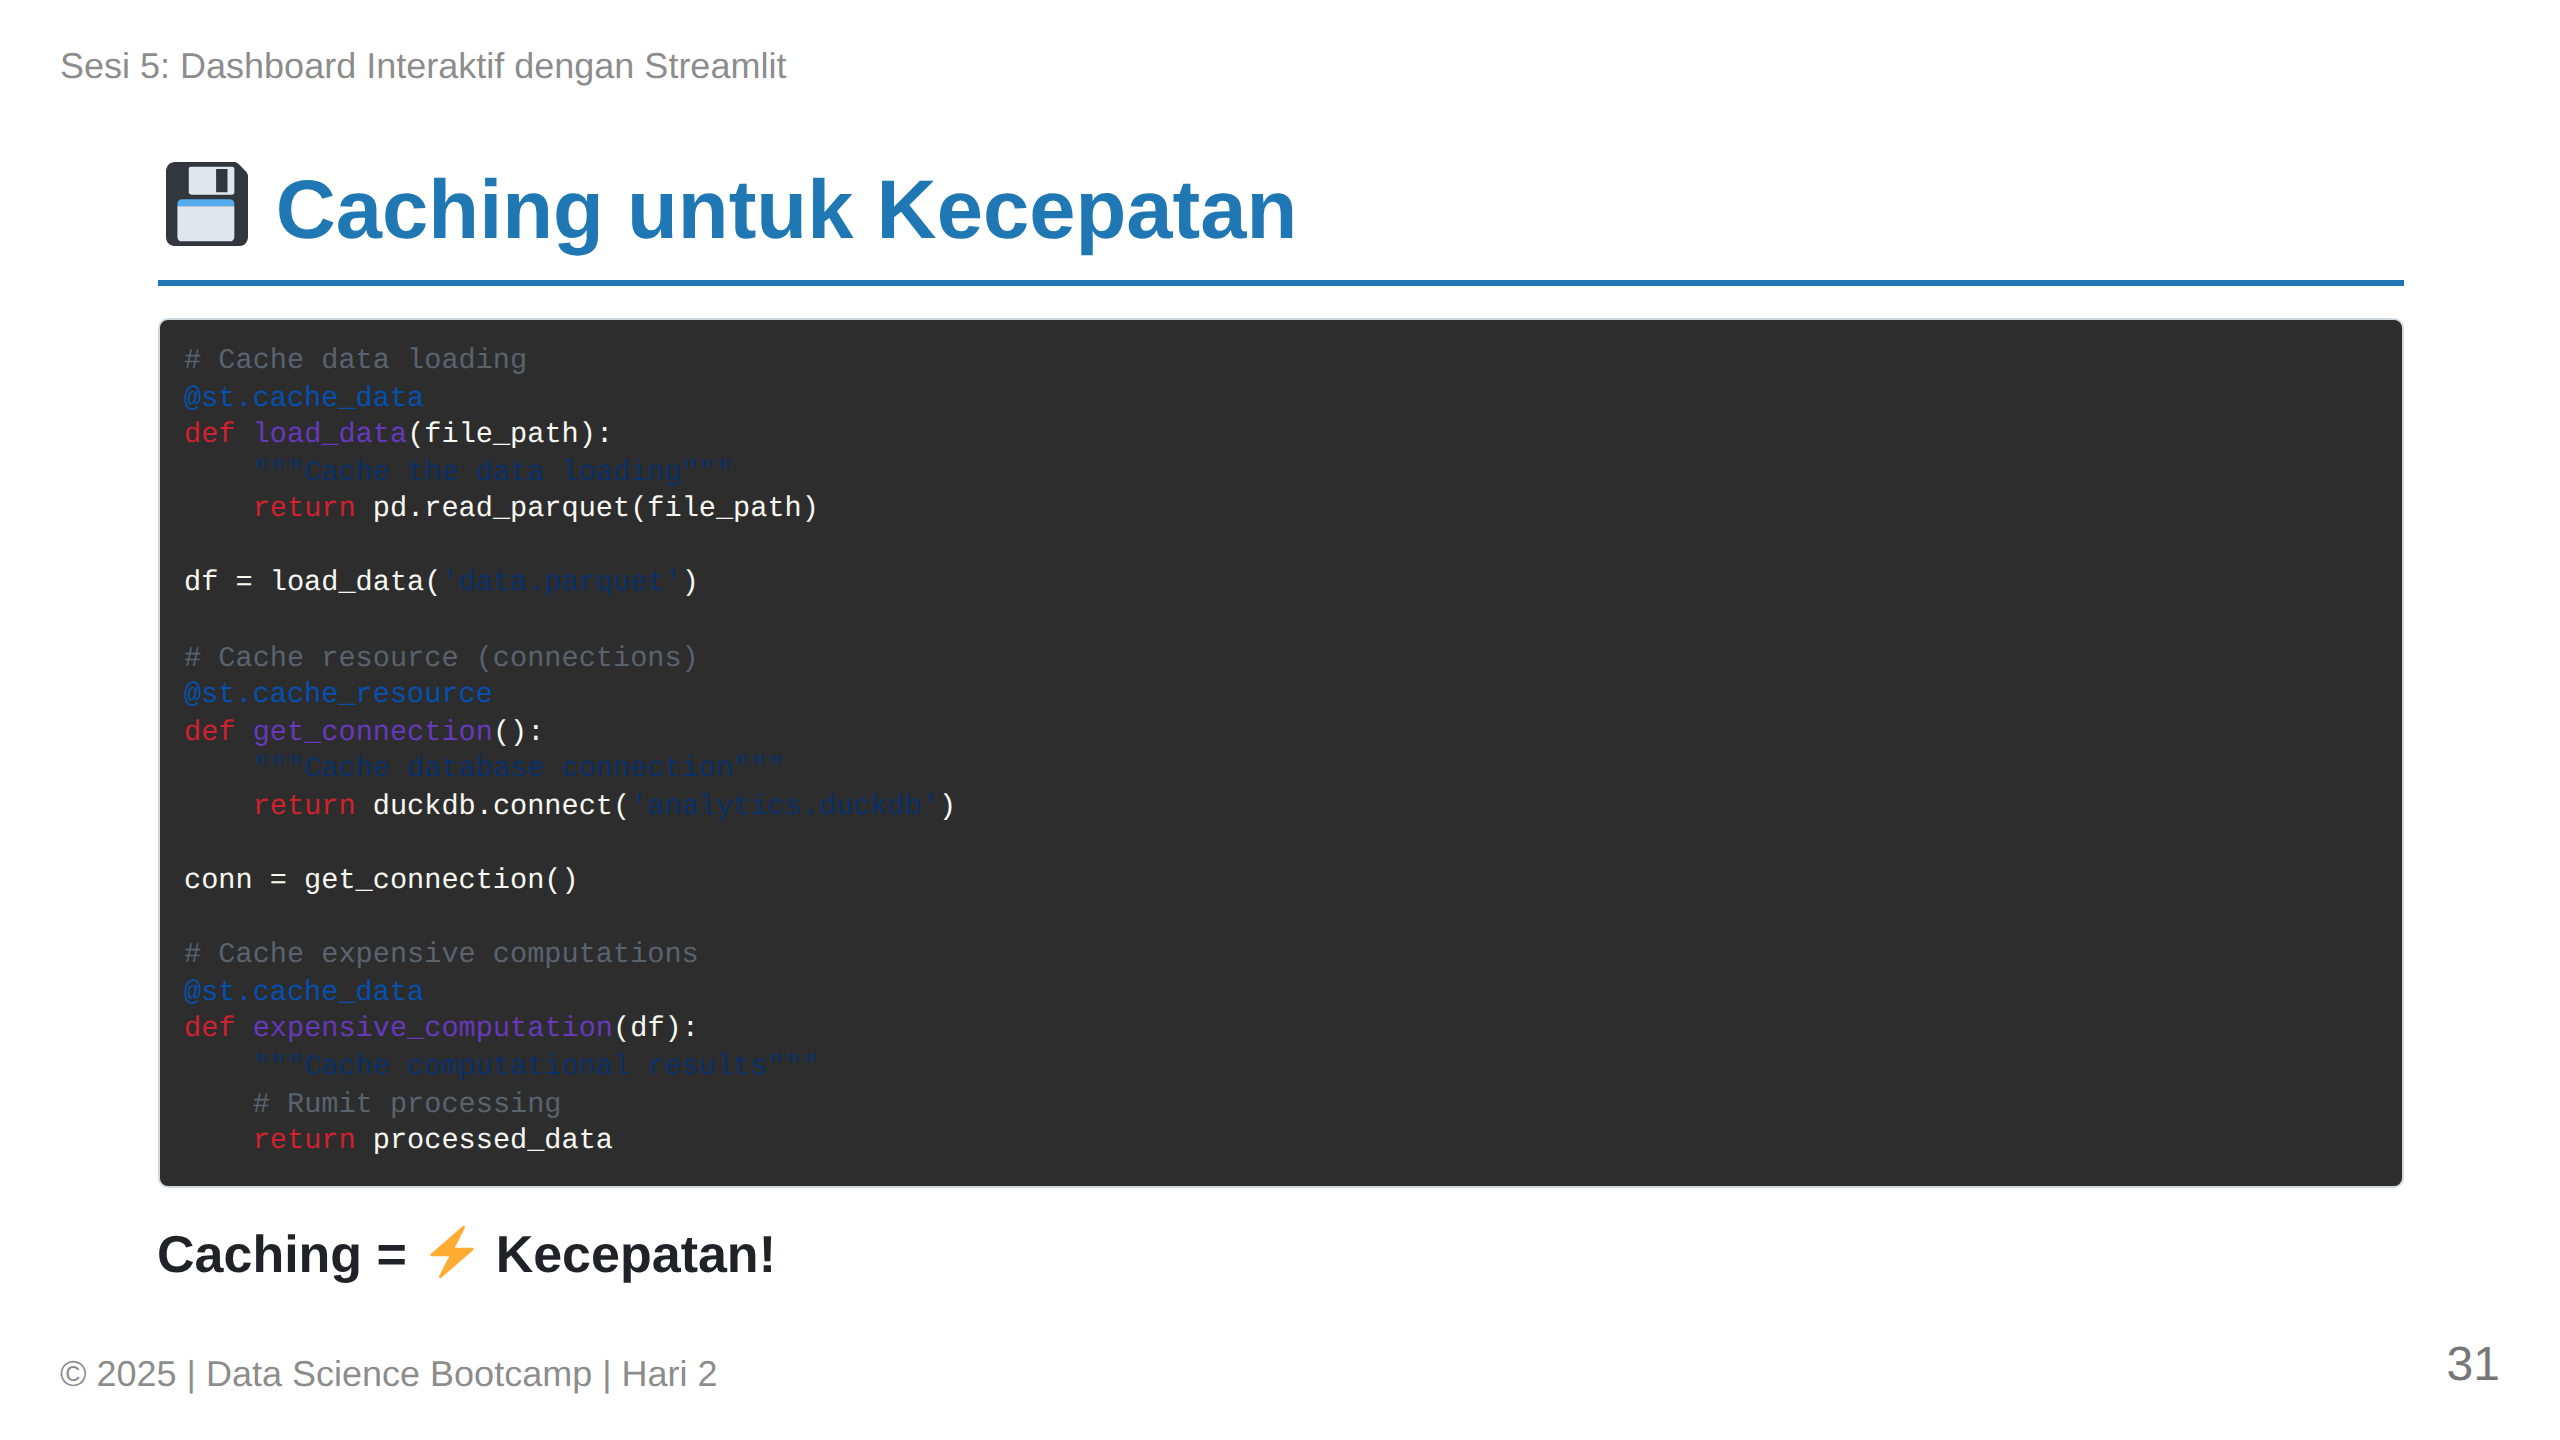 Sesi 5: Dashboard Interaktif dengan Streamlit
💾 Caching untuk Kecepatan
# Cache data loading
@st.cache_data
def load_data(file_path):
    """Cache the data loading"""
    return pd.read_parquet(file_path)

df = load_data('data.parquet')

# Cache resource (connections)
@st.cache_resource
def get_connection():
    """Cache database connection"""
    return duckdb.connect('analytics.duckdb')

conn = get_connection()

# Cache expensive computations
@st.cache_data
def expensive_computation(df):
    """Cache computational results"""
    # Rumit processing
    return processed_data
Caching = ⚡ Kecepatan!
© 2025 | Data Science Bootcamp | Hari 2
31